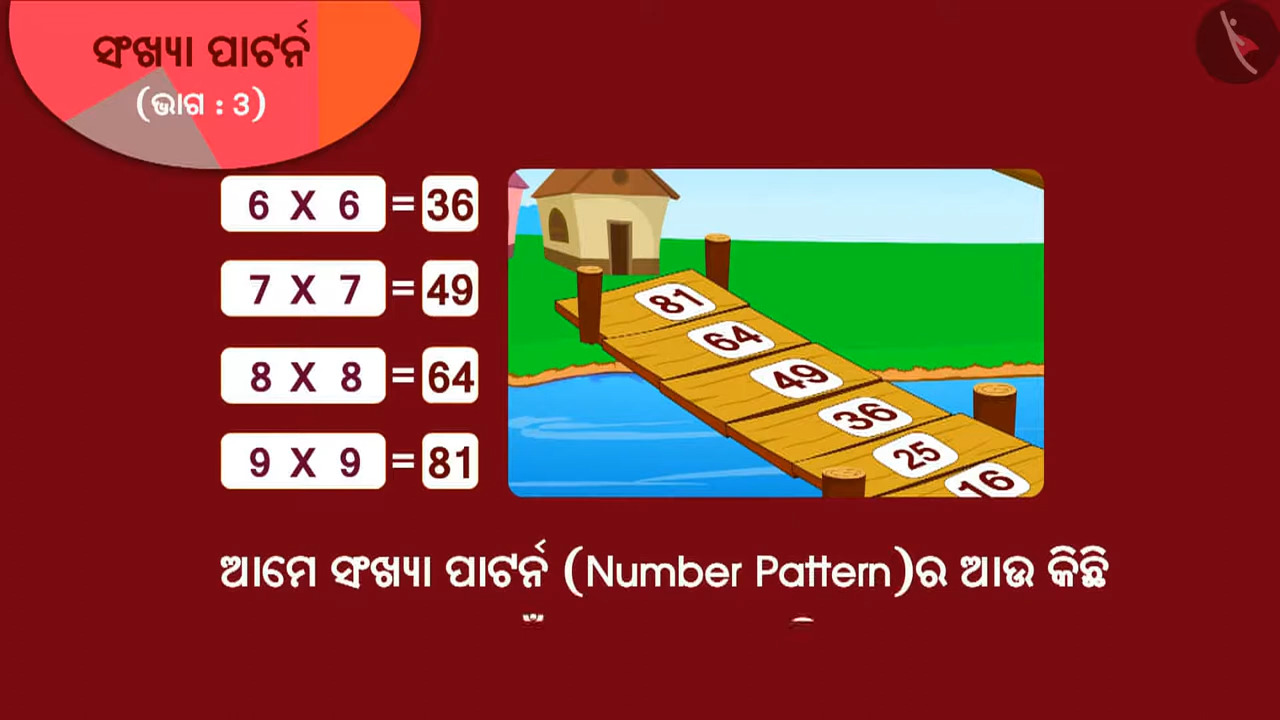 ସଂଖ୍ୟା ପାଟର୍ନ
(ଭାଗ : ୩)
6 X 6 = 36
7 X 7 = 49
8 X 8 = 64
9 X 9 = 81
81
64
49
36
25
16
ଆମେ ସଂଖ୍ୟା ପାଟର୍ନ (Number Pattern)ର ଆଉ କିଛି